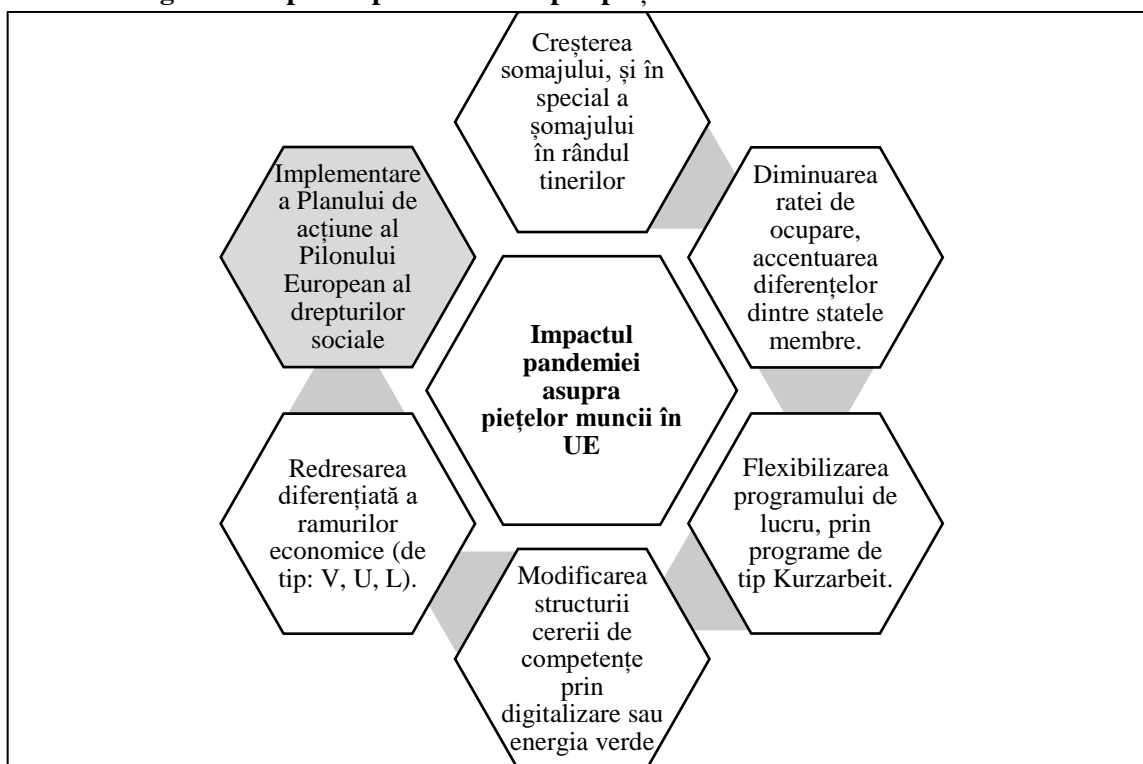 Creșterea
somajului, și în
special a
șomajului
în rândul
tinerilor
Diminuarea
ratei de
ocupare,
accentuarea
diferențelor
dintre statele
membre.
Flexibilizarea
programului de
lucru, prin
programe de
tip Kurzarbeit.
Modificarea
structurii
cererii de
competențe
prin
digitalizare sau
energia verde
Redresarea
diferențiată a
ramurilor
economice (de
tip: V, U, L).
Implementare
a Planului de
acțiune al
Pilonului
European al
drepturilor
sociale
Impactul
pandemiei
asupra
piețelor muncii în
UE